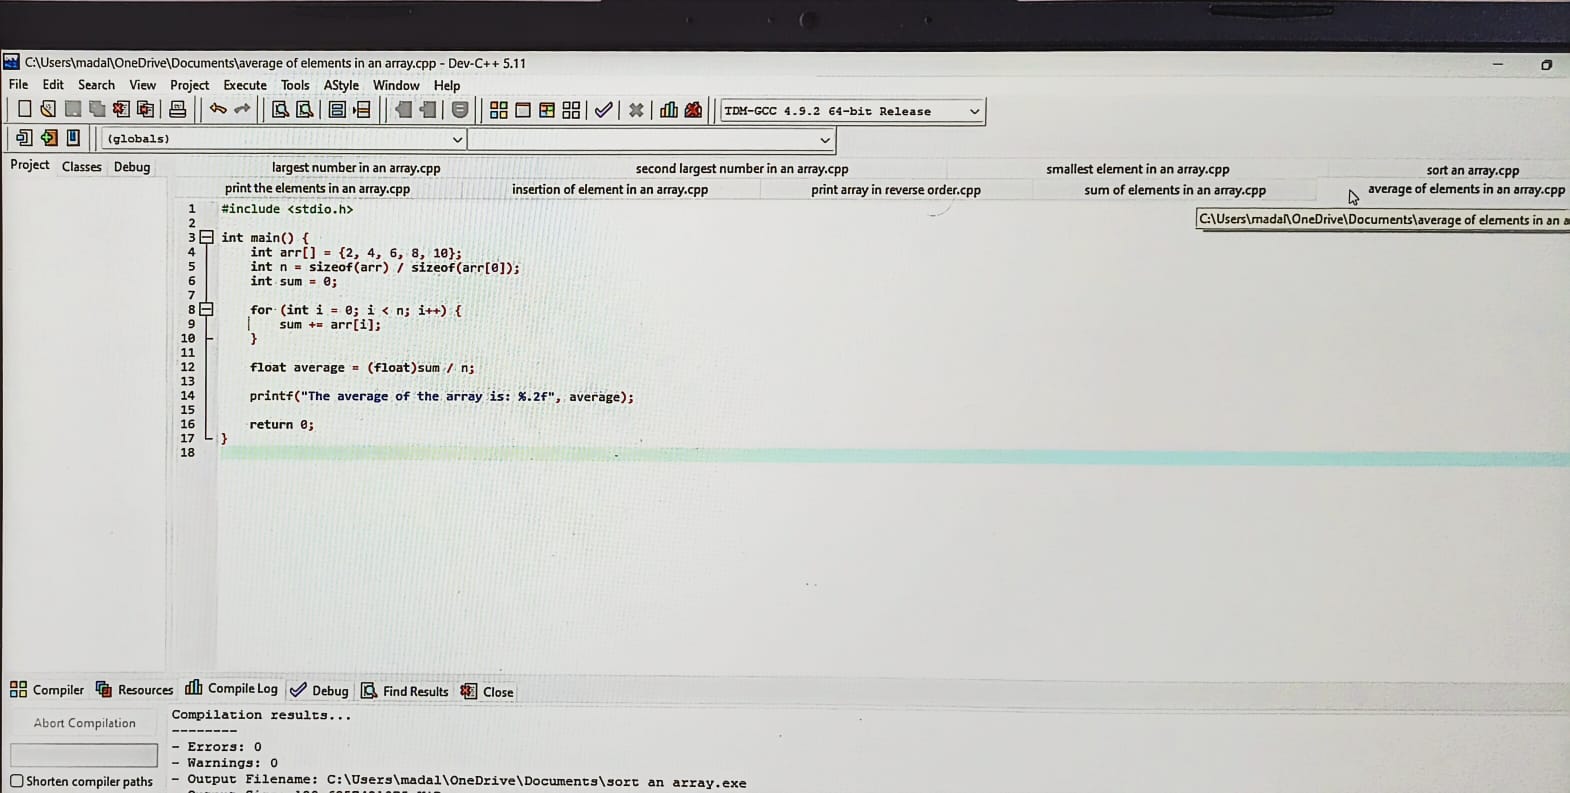 C:\Users\madal\OneDrive\Documents\average of elements in an array.cpp - Dev-C++ 5.11
File Edit Search View Project Execute Tools AStyle Window Help
TDM-GCC 4.9.2 64-bit Release
(globals)
Project Classes Debug
largest number in an array.cpp second largest number in an array.cpp smallest element in an array.cpp sort an array.cpp
print the elements in an array.cpp insertion of element in an array.cpp print array in reverse order.cpp sum of elements in an array.cpp average of elements in an array.cpp
C:\Users\madal\OneDrive\Documents\average of elements in an a
1 #include <stdio.h>
2
3 int main() {
4 int arr[] = {2, 4, 6, 8, 10};
5 int n = sizeof(arr) / sizeof(arr[0]);
6 int sum = 0;
7
8 for (int i = 0; i < n; i++) {
9 sum += arr[i];
10 }
11
12 float average = (float)sum / n;
13
14 printf("The average of the array is: %.2f", average);
15
16 return 0;
17 }
18
Compiler Resources Compile Log Debug Find Results Close
Abort Compilation
Shorten compiler paths
Compilation results...
--------
- Errors: 0
- Warnings: 0
- Output Filename: C:\Users\madal\OneDrive\Documents\sort an array.exe